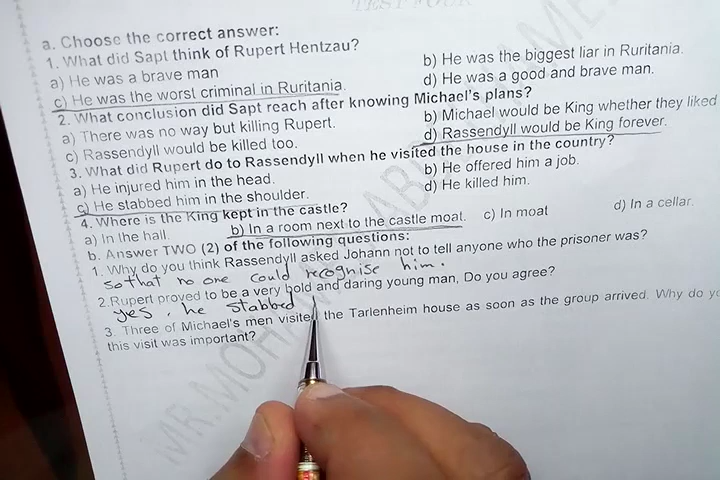 TEST FOUR
a. Choose the correct answer:
1. What did Sapt think of Rupert Hentzau?
a) He was a brave man
b) He was the biggest liar in Ruritania.
c) He was the worst criminal in Ruritania.
d) He was a good and brave man.
2. What conclusion did Sapt reach after knowing Michael's plans?
a) There was no way but killing Rupert.
b) Michael would be King whether they liked
c) Rassendyll would be killed too.
d) Rassendyll would be King forever.
3. What did Rupert do to Rassendyll when he visited the house in the country?
a) He injured him in the head.
b) He offered him a job.
c) He stabbed him in the shoulder.
d) He killed him.
4. Where is the King kept in the castle?
a) In the hall.
b) In a room next to the castle moat.
c) In moat
d) In a cellar.
b. Answer TWO (2) of the following questions:
1. Why do you think Rassendyll asked Johann not to tell anyone who the prisoner was?
so that no one could recognise him.
2.Rupert proved to be a very bold and daring young man, Do you agree?
yes, he stabbed
3. Three of Michael's men visited the Tarlenheim house as soon as the group arrived. Why do yo
this visit was important?